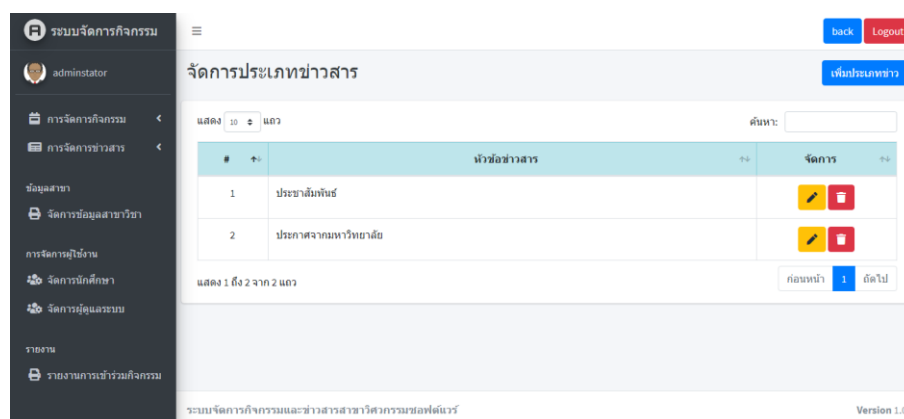 ระบบจัดการกิจกรรม
back Logout
adminstator
จัดการประเภทข่าวสาร
เพิ่มประเภทข่าว
การจัดการกิจกรรม
แสดง 10 แถว
ค้นหา:
การจัดการข่าวสาร
# หัวข้อข่าวสาร จัดการ
1 ประชาสัมพันธ์
2 ประกาศจากมหาวิทยาลัย
ข้อมูลสาขา
จัดการข้อมูลสาขาวิชา
การจัดการผู้ใช้งาน
จัดการนักศึกษา
แสดง 1 ถึง 2 จาก 2 แถว
ก่อนหน้า 1 ถัดไป
จัดการผู้ดูแลระบบ
รายงาน
รายงานการเข้าร่วมกิจกรรม
ระบบจัดการกิจกรรมและข่าวสารสาขาวิศวกรรมซอฟต์แวร์
Version 1.0